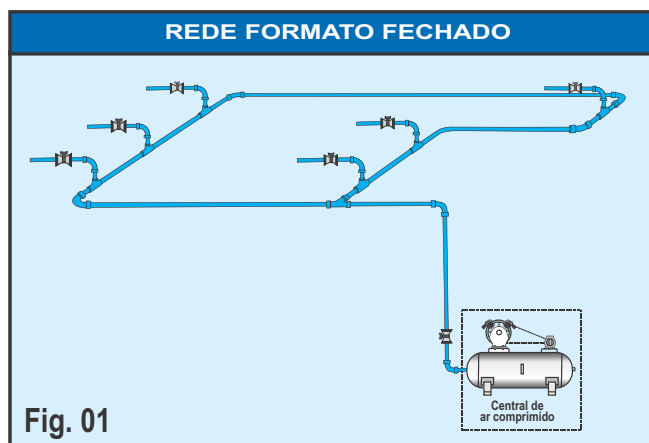 REDE FORMATO FECHADO
Central de
ar comprimido
Fig. 01